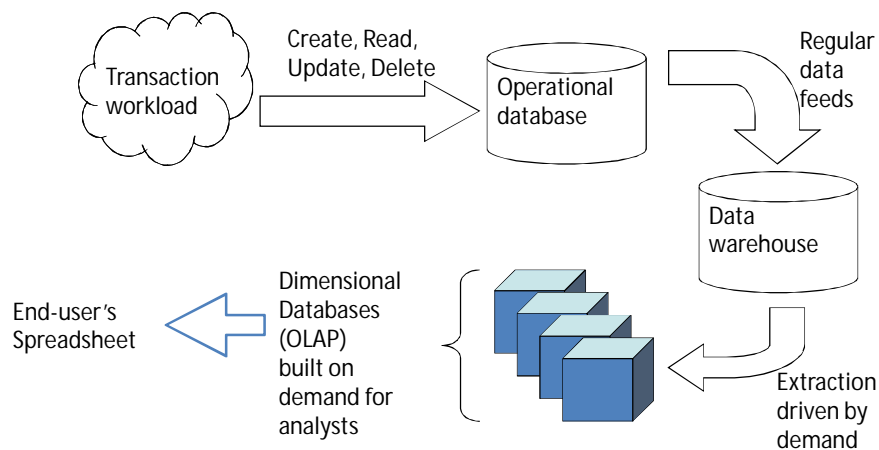 Transaction
workload
Create, Read,
Update, Delete
Operational
database
Regular
data
feeds
Data
warehouse
Extraction
driven by
demand
Dimensional
Databases
(OLAP)
built on
demand for
analysts
End-user's
Spreadsheet